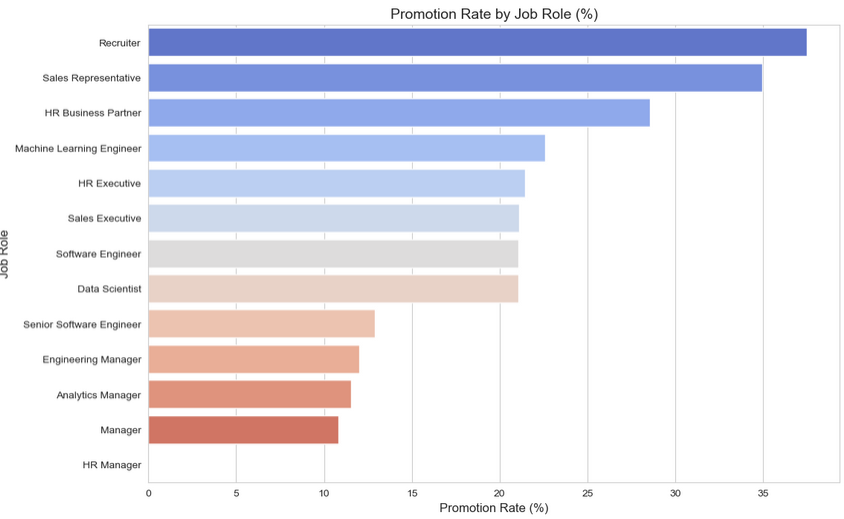 Promotion Rate by Job Role (%)
Job Role
Recruiter
Sales Representative
HR Business Partner
Machine Learning Engineer
HR Executive
Sales Executive
Software Engineer
Data Scientist
Senior Software Engineer
Engineering Manager
Analytics Manager
Manager
HR Manager
0 5 10 15 20 25 30 35
Promotion Rate (%)